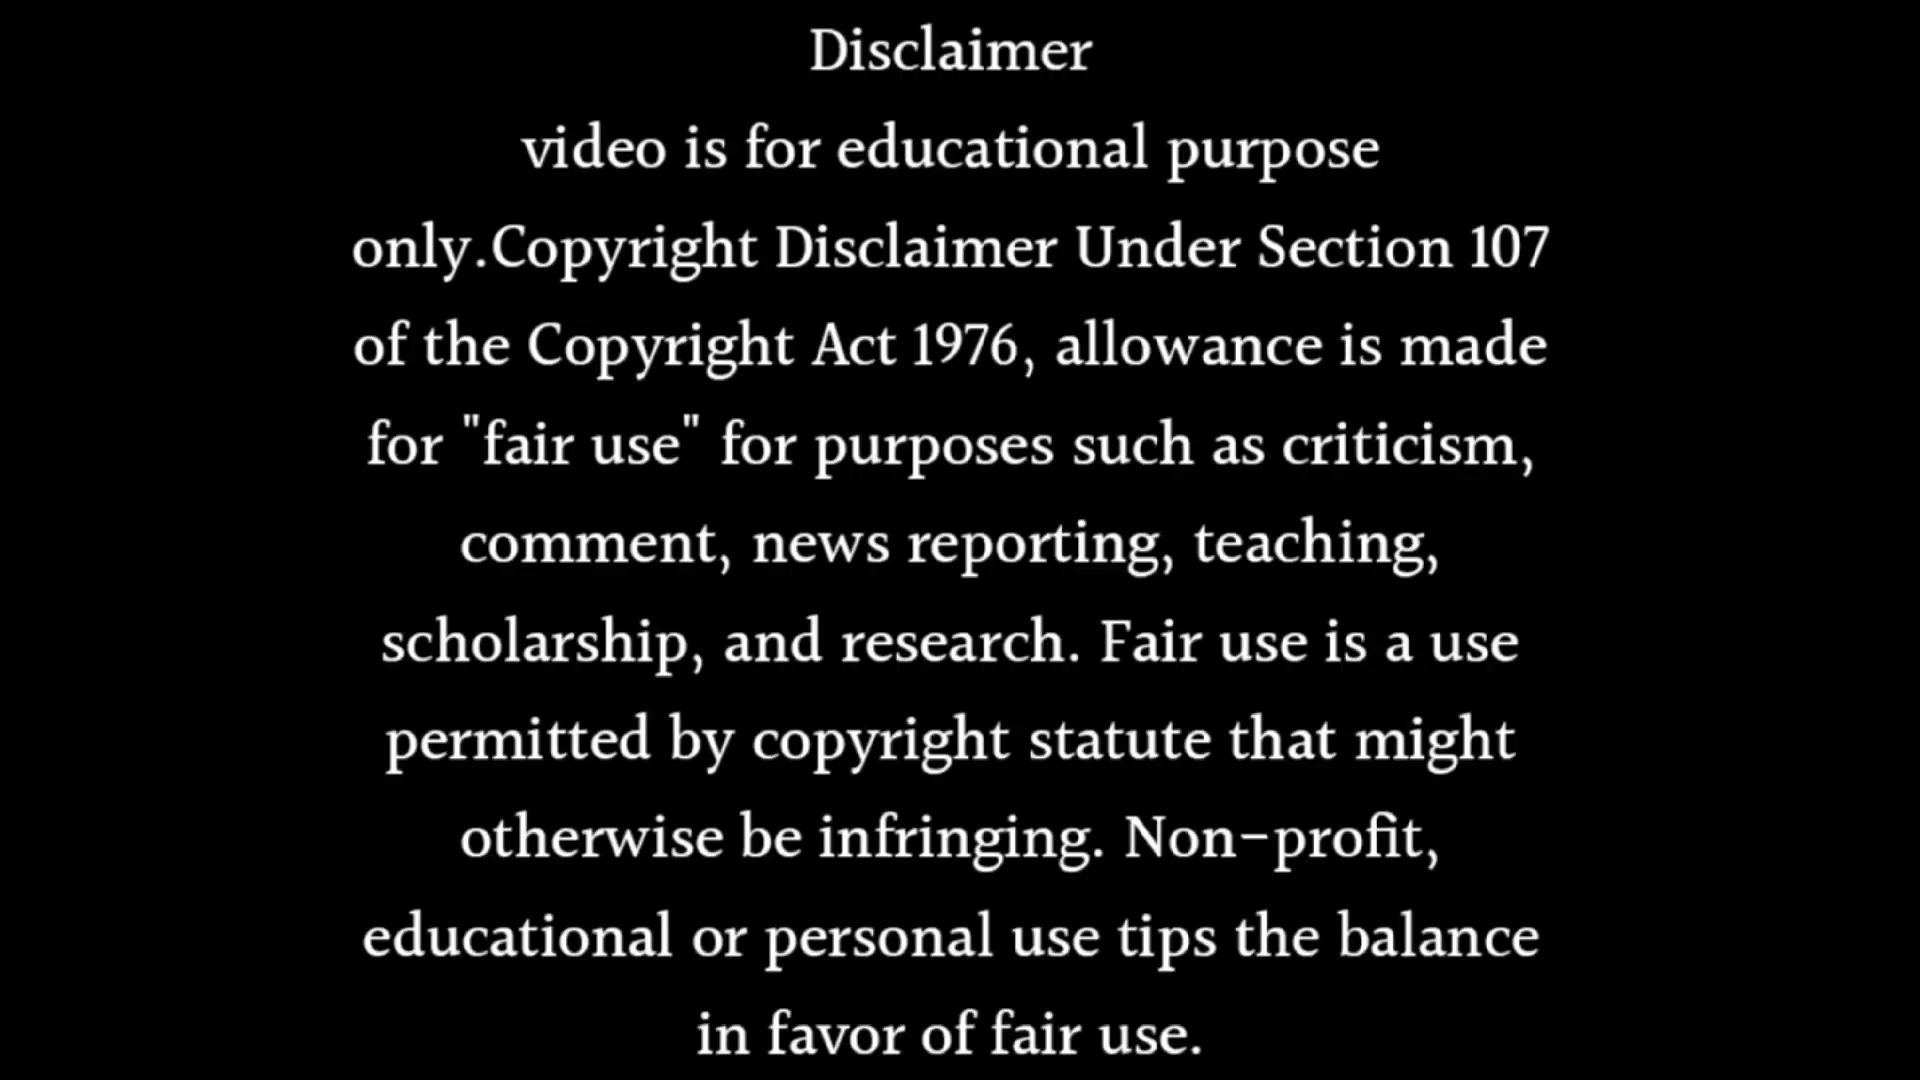 Disclaimer
video is for educational purpose
only.Copyright Disclaimer Under Section 107
of the Copyright Act 1976, allowance is made
for "fair use" for purposes such as criticism,
comment, news reporting, teaching,
scholarship, and research. Fair use is a use
permitted by copyright statute that might
otherwise be infringing. Non-profit,
educational or personal use tips the balance
in favor of fair use.